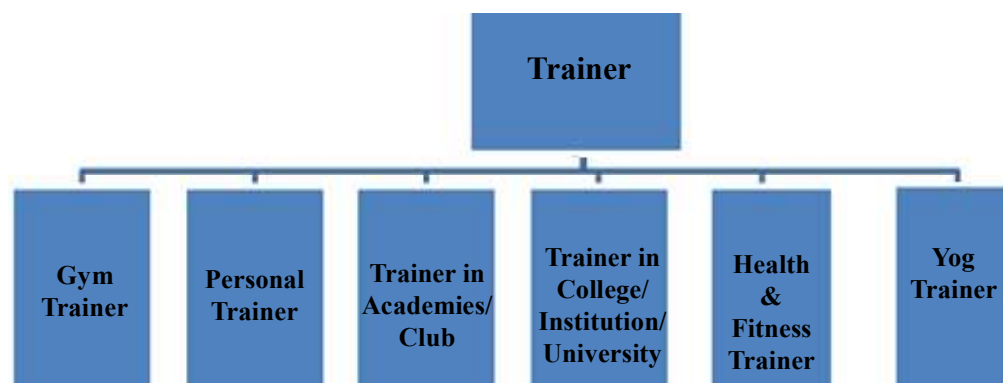 Trainer
Gym
Trainer
Personal
Trainer
Trainer in
Academies/
Club
Trainer in
College/
Institution/
University
Health
&
Fitness
Trainer
Yog
Trainer